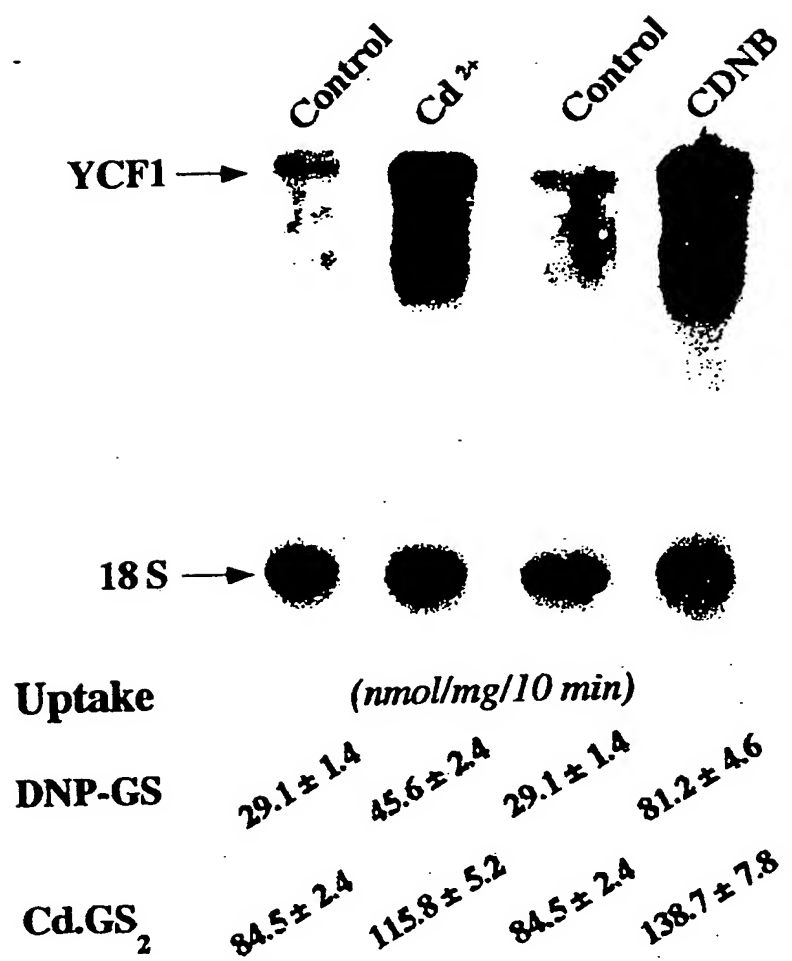 Control Cd 2+ Control CDNB
YCF1
18 S
Uptake (nmol/mg/10 min)
DNP-GS 29.1 ± 1.4 45.6 ± 2.4 29.1 ± 1.4 81.2 ± 4.6
Cd.GS2 84.5 ± 2.4 115.8 ± 5.2 84.5 ± 2.4 138.7 ± 7.8